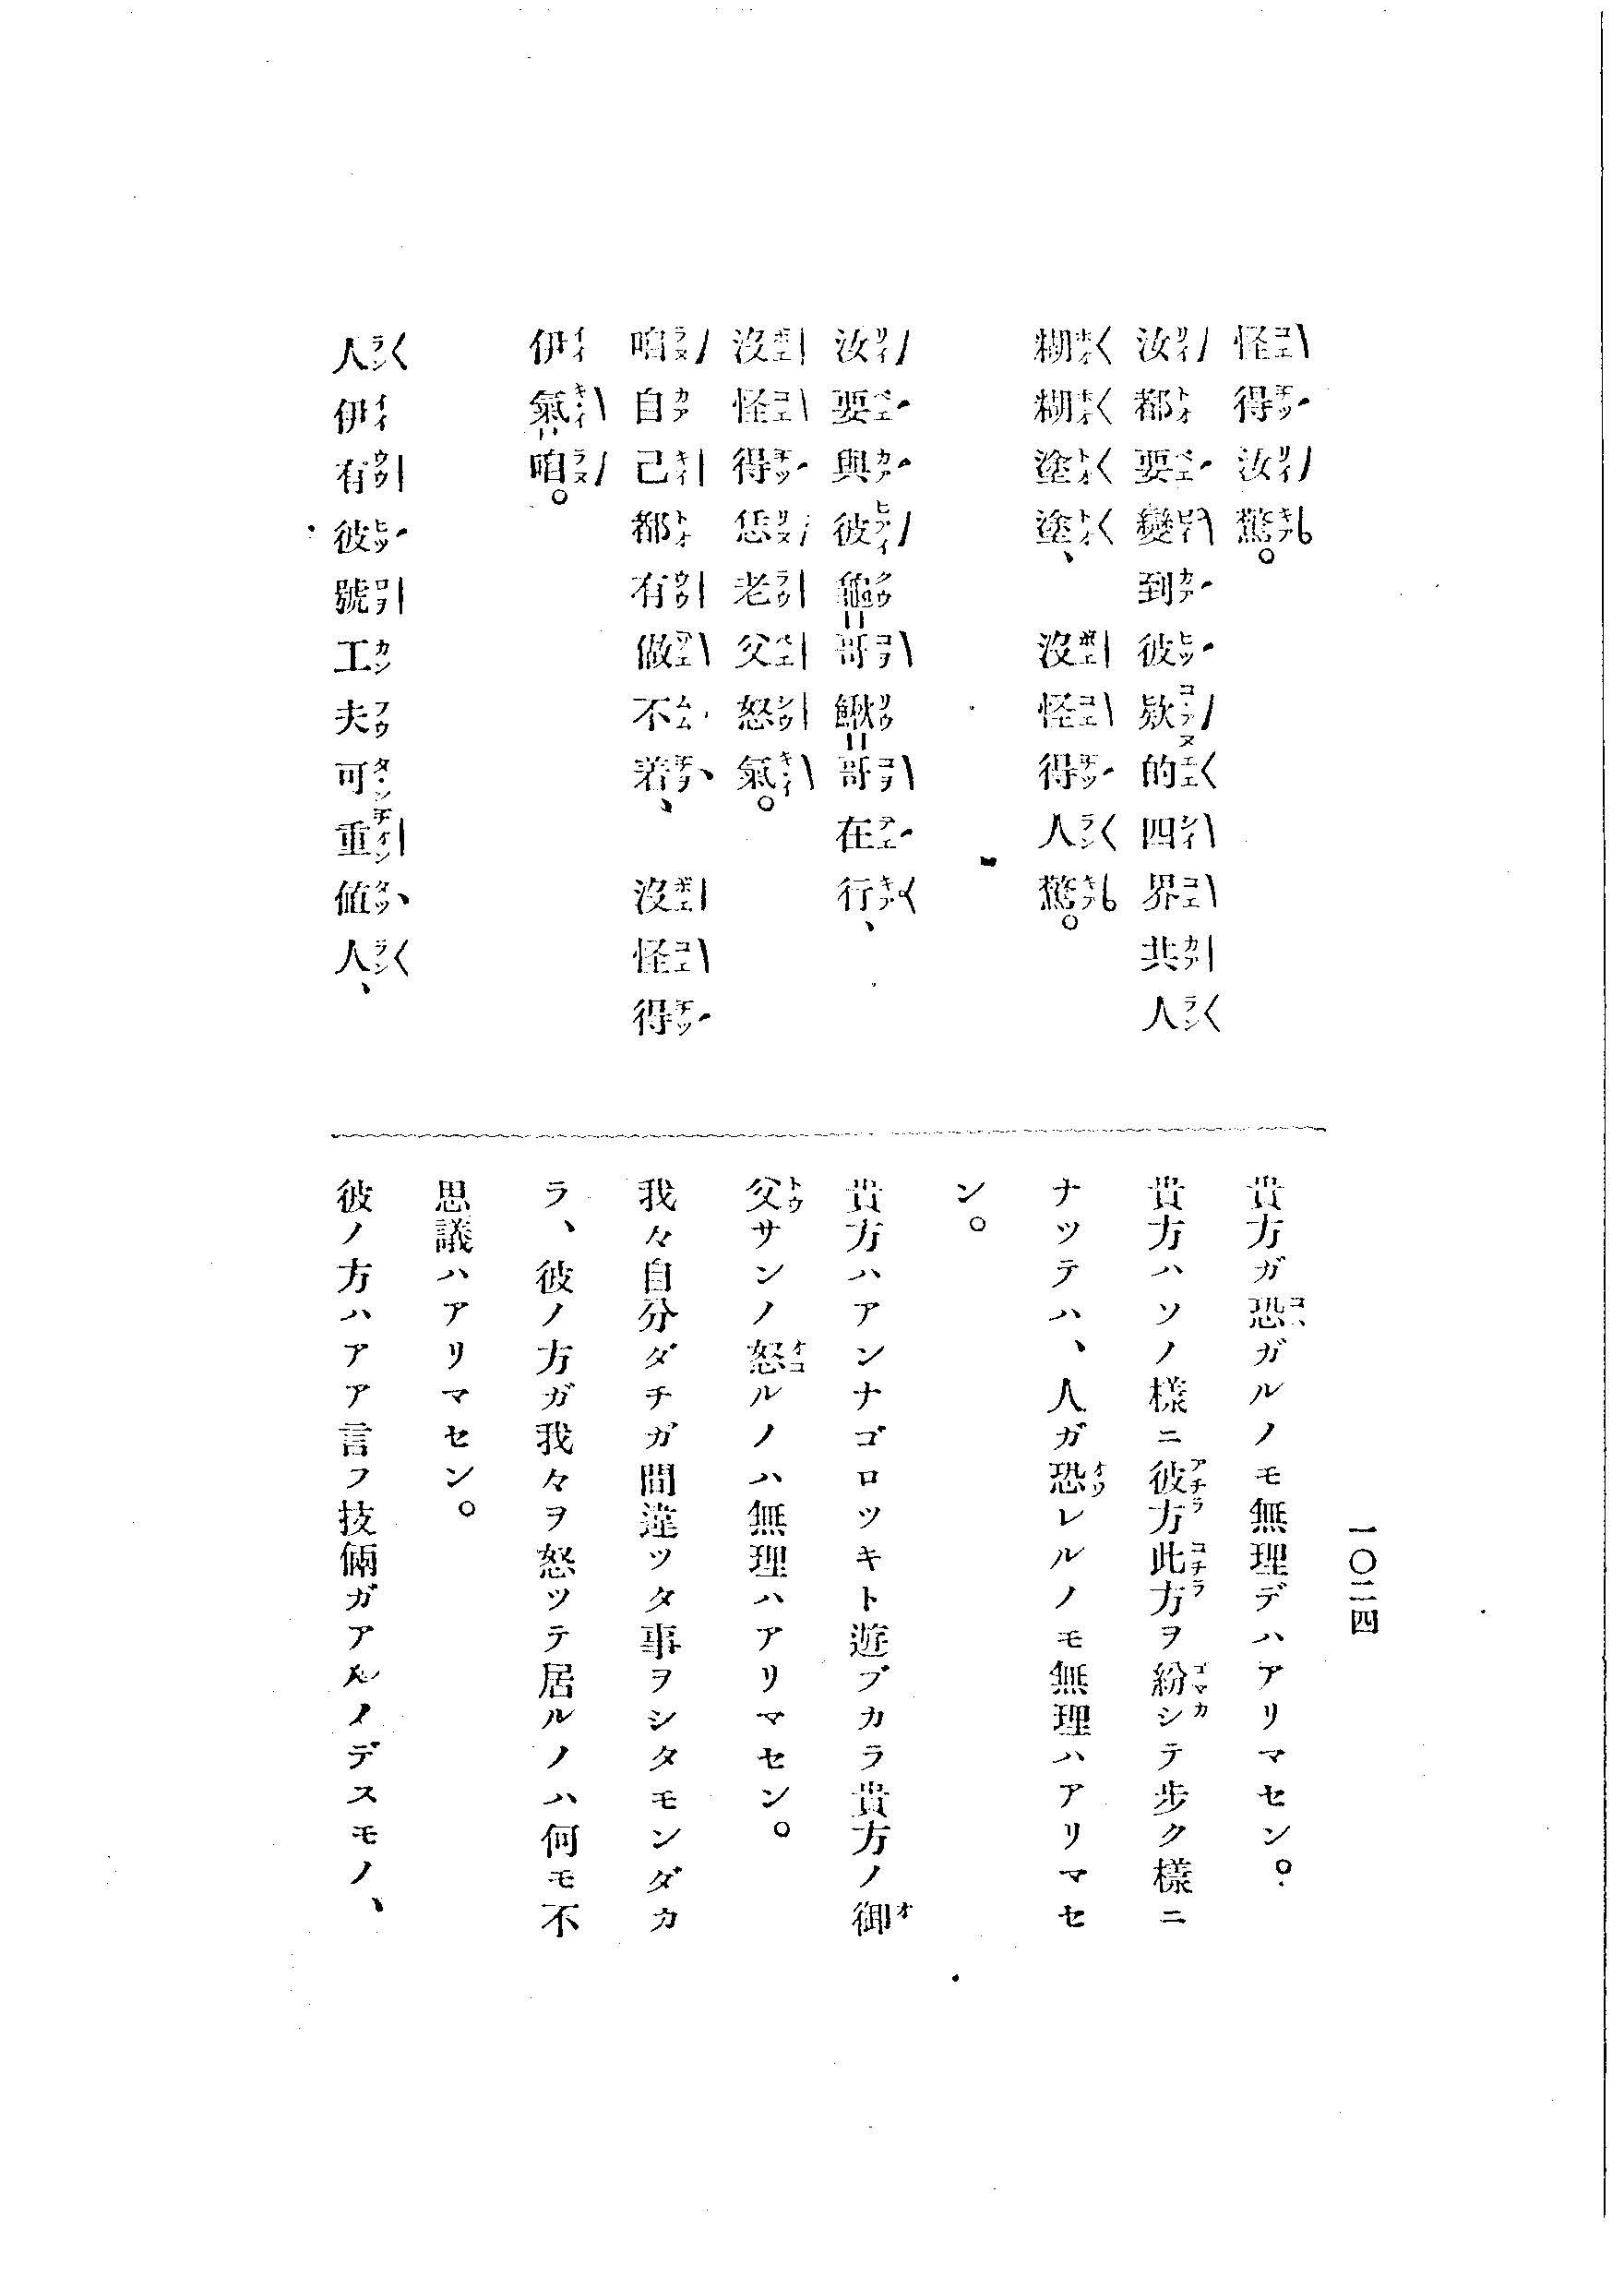 一〇二四
怪得汝驚。
汝都要變到彼欵的四界共人
糊糊塗塗、沒怪得人驚。
汝要與彼龜哥鰍哥在行、
沒怪得恁老父怒氣。
咱自己都有做不着、沒怪得
伊氣咱。
人伊有彼號工夫可重値人、
貴方ガ恐ガルノモ無理デハアリマセン。
貴方ハソノ樣ニ彼方此方ヲ紛シテ步ク樣ニ
ナツテハ、人ガ恐レルノモ無理ハアリマセ
ン。
貴方ハアンナゴロツキト遊ブカラ貴方ノ御
父サンノ怒ルノハ無理ハアリマセン。
我々自分ダチガ間違ツタ事ヲシタモンダカ
ラ、彼ノ方ガ我々ヲ怒ツテ居ルノハ何モ不
思議ハアリマセン。
彼ノ方ハアア言フ技倆ガアルノデスモノ、